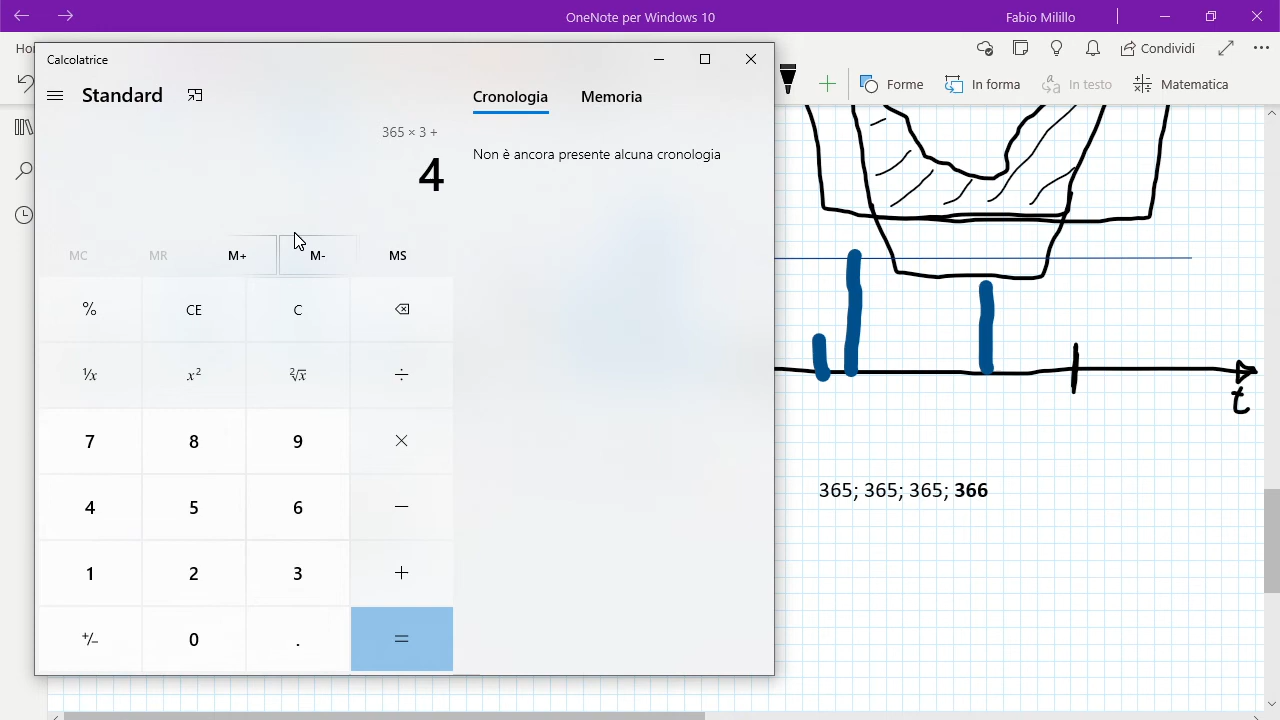 OneNote per Windows 10
Fabio Milillo
Calcolatrice
Condividi
Standard
Cronologia
Memoria
Forme
In forma
In testo
Matematica
365 × 3 +
4
Non è ancora presente alcuna cronologia
MC
MR
M+
M-
MS
%
CE
C
⌫
¹/x
x²
²√x
÷
7
8
9
×
4
5
6
−
1
2
3
+
+/−
0
.
=
t
365; 365; 365; 366